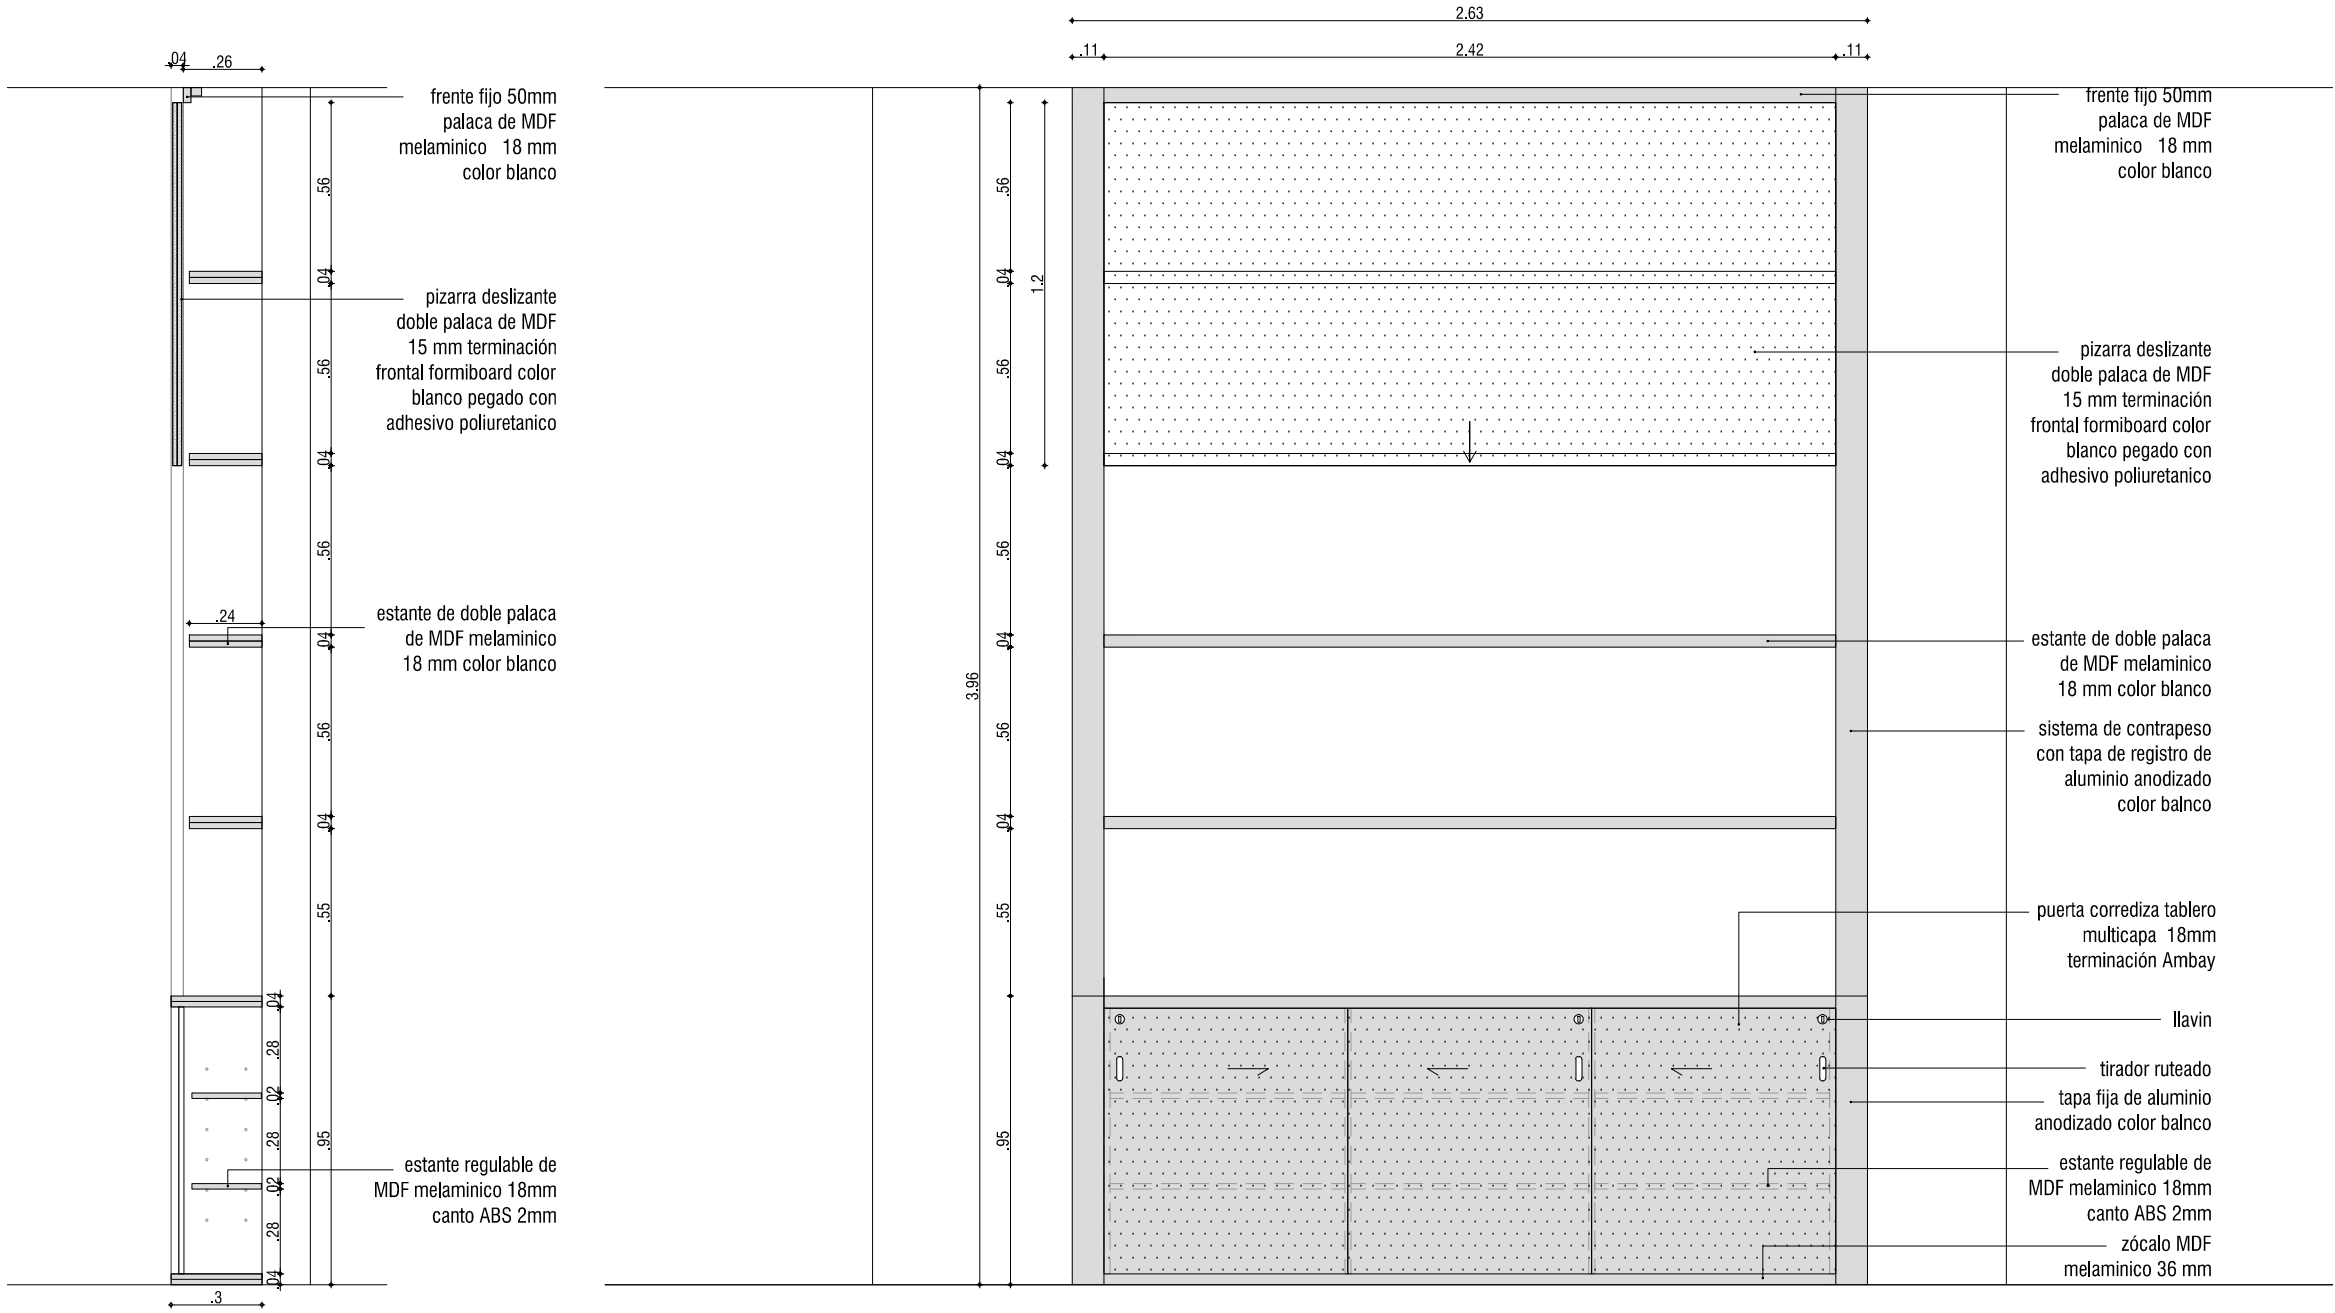 2.63
.11
2.42
.11
.04
.26
frente fijo 50mm
palaca de MDF
melaminico 18 mm
color blanco
.56
.04
pizarra deslizante
doble palaca de MDF
15 mm terminación
frontal formiboard color
blanco pegado con
adhesivo poliuretanico
.56
.04
.56
.24
estante de doble palaca
de MDF melaminico
18 mm color blanco
.04
.56
.04
.55
.04
.28
.02
.28
.95
estante regulable de
MDF melaminico 18mm
canto ABS 2mm
.02
.28
.04
.3
3.96
.56
.04
1.2
.56
.04
.56
.04
.56
.04
.55
.95
frente fijo 50mm
palaca de MDF
melaminico 18 mm
color blanco
pizarra deslizante
doble palaca de MDF
15 mm terminación
frontal formiboard color
blanco pegado con
adhesivo poliuretanico
estante de doble palaca
de MDF melaminico
18 mm color blanco
sistema de contrapeso
con tapa de registro de
aluminio anodizado
color balnco
puerta corrediza tablero
multicapa 18mm
terminación Ambay
llavin
tirador ruteado
tapa fija de aluminio
anodizado color balnco
estante regulable de
MDF melaminico 18mm
canto ABS 2mm
zócalo MDF
melaminico 36 mm